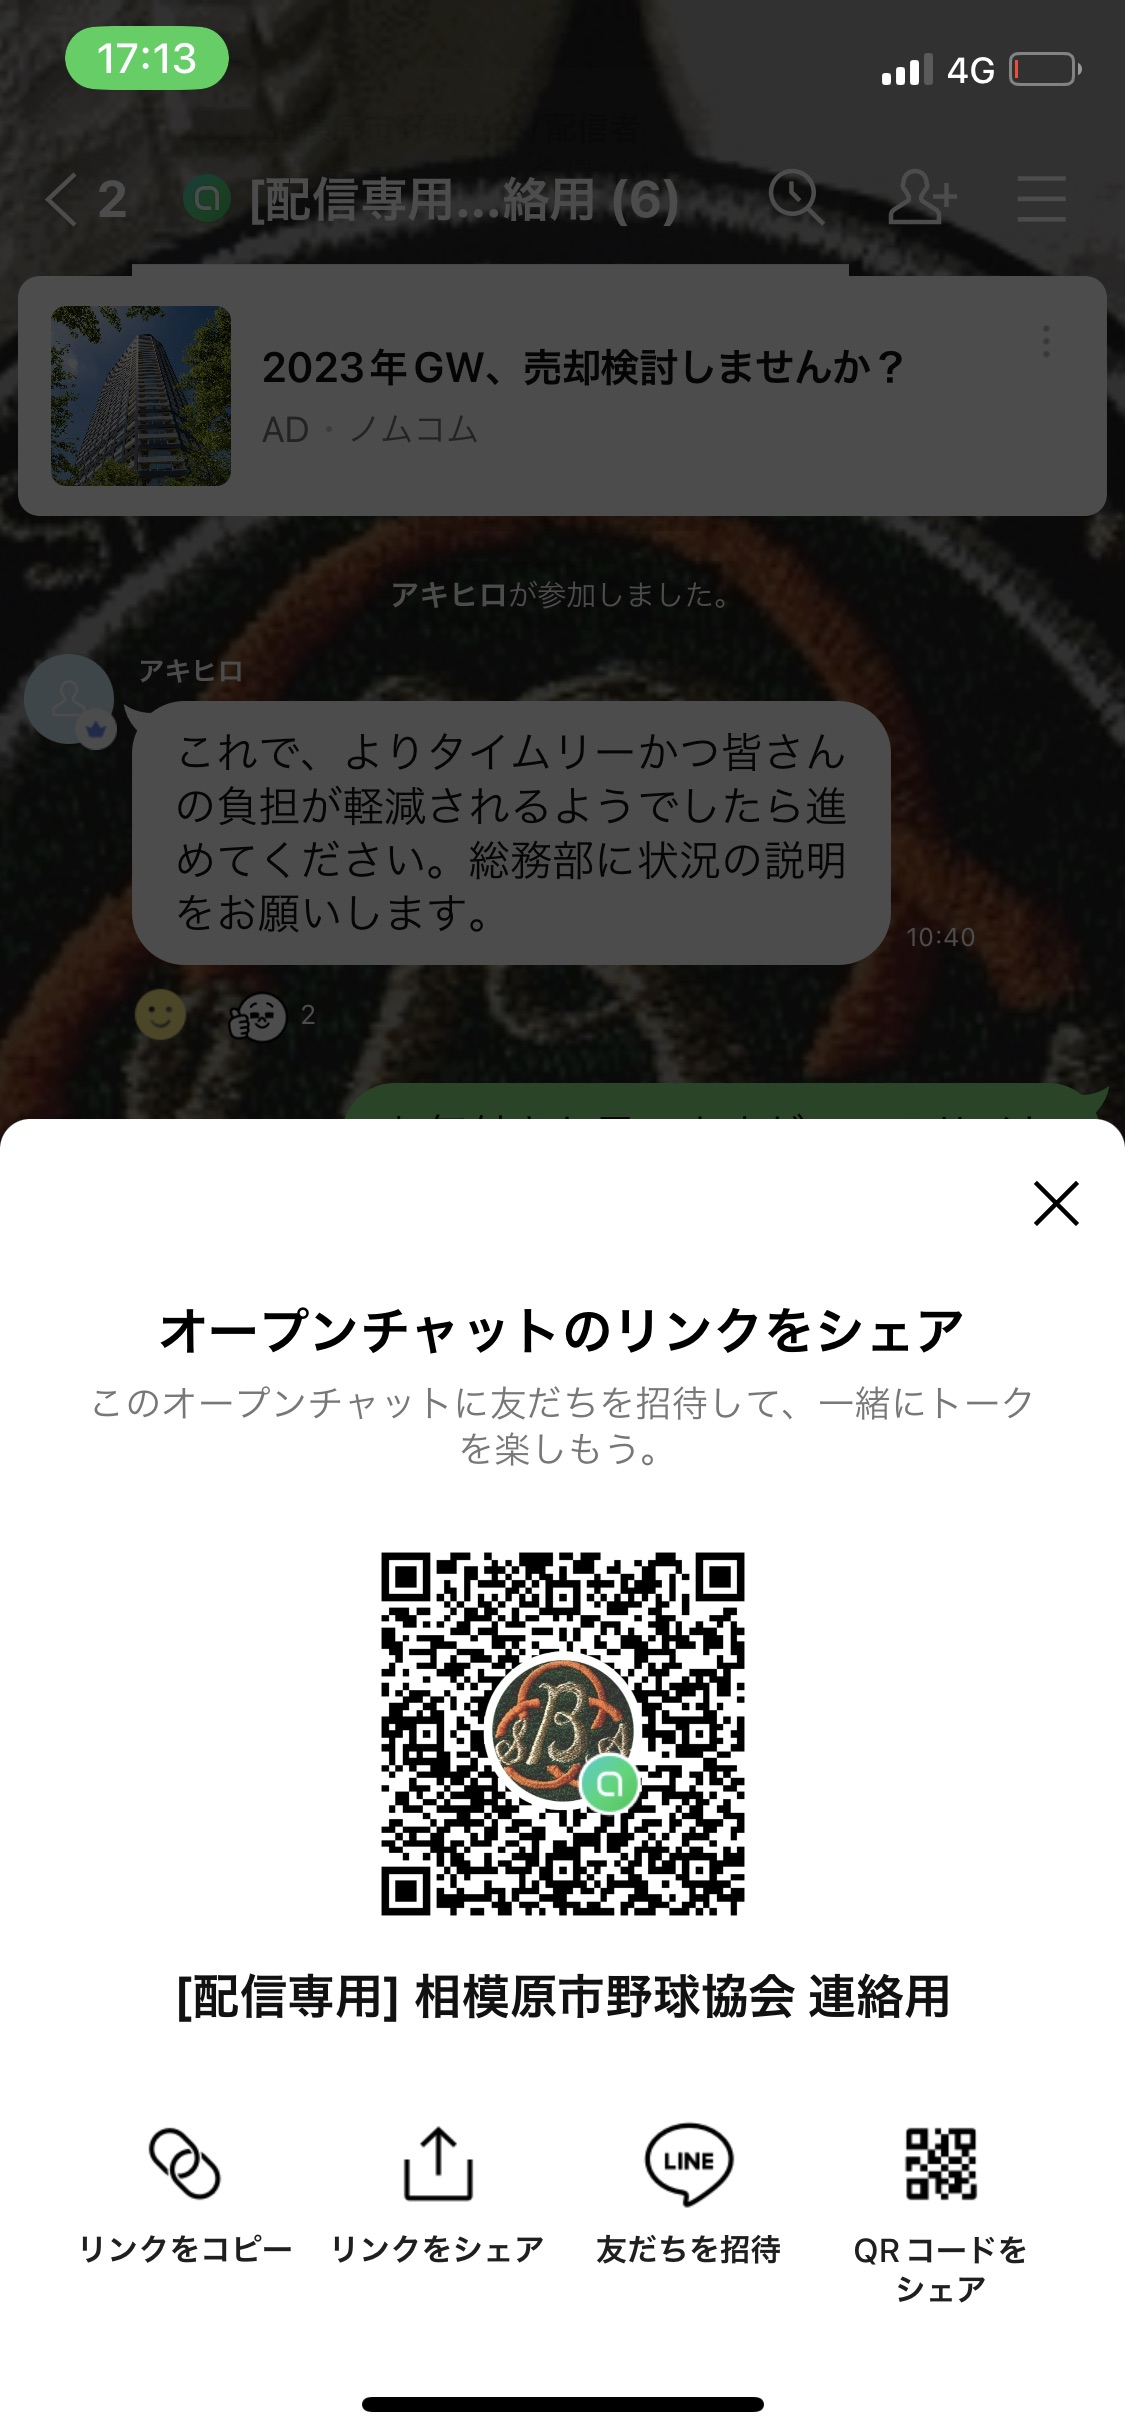 17:13
4G
2
[配信専用...絡用 (6)
2023年GW、売却検討しませんか？
AD・ノムコム
アキヒロが参加しました。
アキヒロ
これで、よりタイムリーかつ皆さん
の負担が軽減されるようでしたら進
めてください。総務部に状況の説明
をお願いします。
10:40
2
オープンチャットのリンクをシェア
このオープンチャットに友だちを招待して、一緒にトーク
を楽しもう。
SBA
[配信専用] 相模原市野球協会 連絡用
リンクをコピー
リンクをシェア
LINE
友だちを招待
QRコードを
シェア